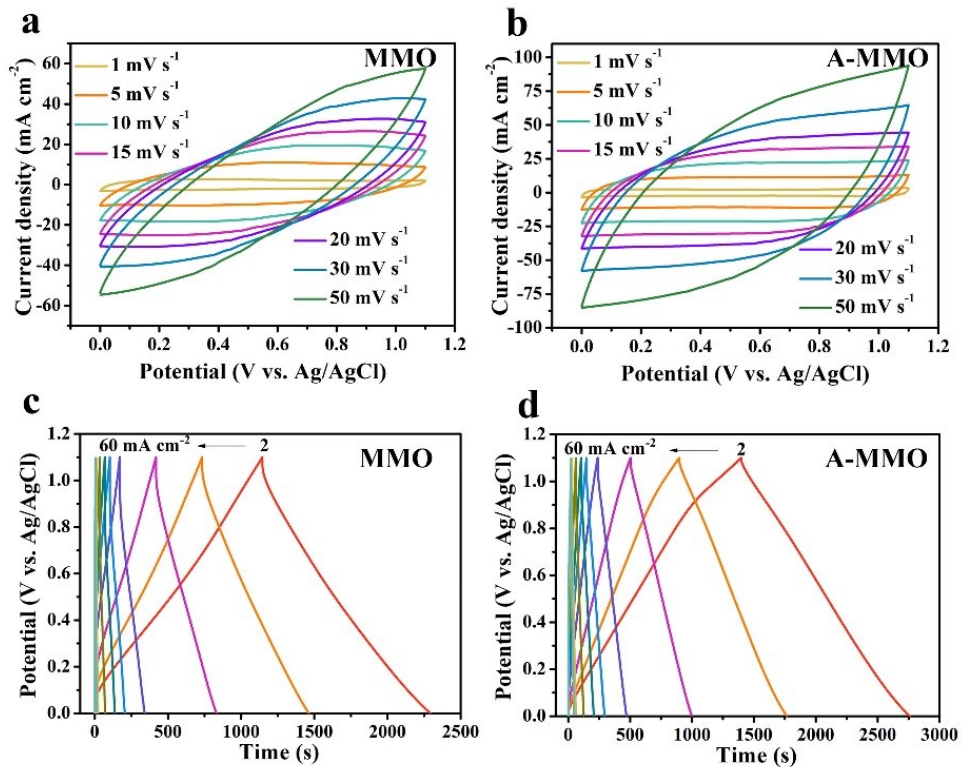 a
MMO
1 mV s⁻¹
5 mV s⁻¹
10 mV s⁻¹
15 mV s⁻¹
20 mV s⁻¹
30 mV s⁻¹
50 mV s⁻¹
60
40
20
0
-20
-40
-60
0.0 0.2 0.4 0.6 0.8 1.0 1.2
Current density (mA cm⁻²)
Potential (V vs. Ag/AgCl)
b
A-MMO
1 mV s⁻¹
5 mV s⁻¹
10 mV s⁻¹
15 mV s⁻¹
20 mV s⁻¹
30 mV s⁻¹
50 mV s⁻¹
100
75
50
25
0
-25
-50
-75
-100
0.0 0.2 0.4 0.6 0.8 1.0 1.2
Current density (mA cm⁻²)
Potential (V vs. Ag/AgCl)
c
60 mA cm⁻² ← 2
MMO
1.2
1.0
0.8
0.6
0.4
0.2
0.0
0 500 1000 1500 2000 2500
Potential (V vs. Ag/AgCl)
Time (s)
d
60 mA cm⁻² ← 2
A-MMO
1.2
1.0
0.8
0.6
0.4
0.2
0.0
0 500 1000 1500 2000 2500 3000
Potential (V vs. Ag/AgCl)
Time (s)